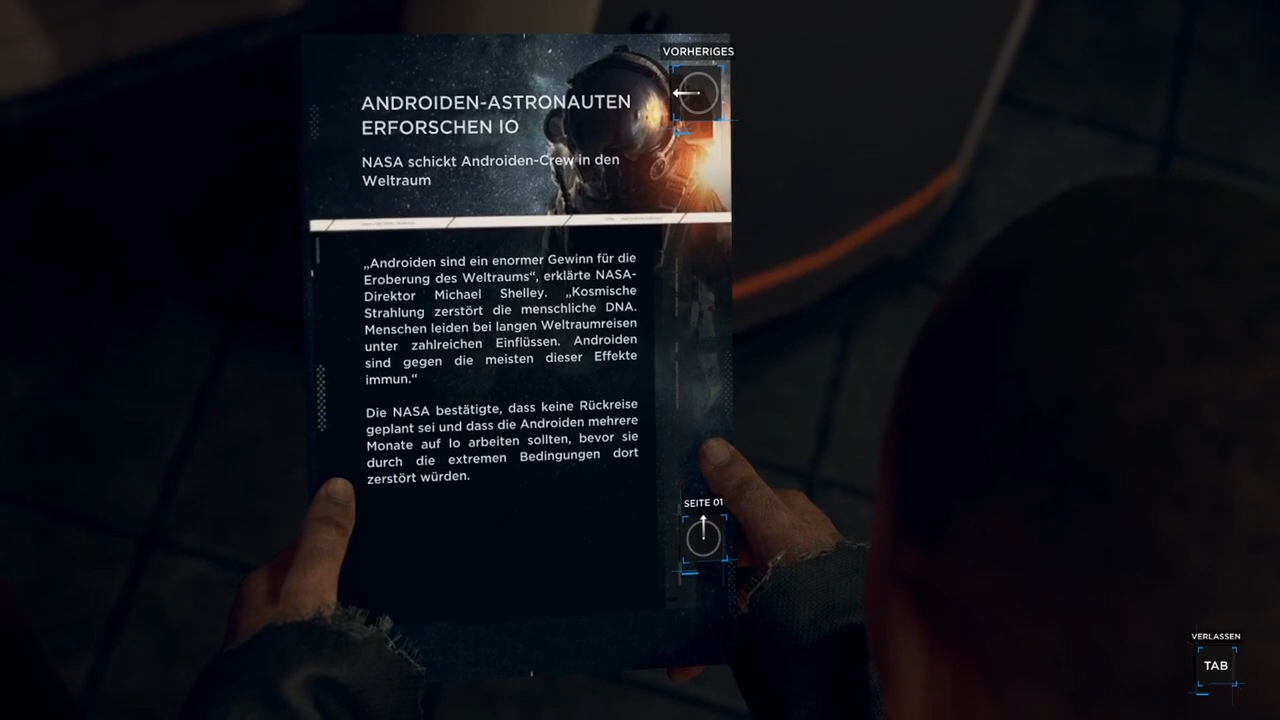 VORHERIGES
ANDROIDEN-ASTRONAUTEN
ERFORSCHEN IO
NASA schickt Androiden-Crew in den
Weltraum
„Androiden sind ein enormer Gewinn für die
Eroberung des Weltraums“, erklärte NASA-
Direktor Michael Shelley. „Kosmische
Strahlung zerstört die menschliche DNA.
Menschen leiden bei langen Weltraumreisen
unter zahlreichen Einflüssen. Androiden
sind gegen die meisten dieser Effekte
immun.“
Die NASA bestätigte, dass keine Rückreise
geplant sei und dass die Androiden mehrere
Monate auf Io arbeiten sollten, bevor sie
durch die extremen Bedingungen dort
zerstört würden.
SEITE 01
VERLASSEN
TAB